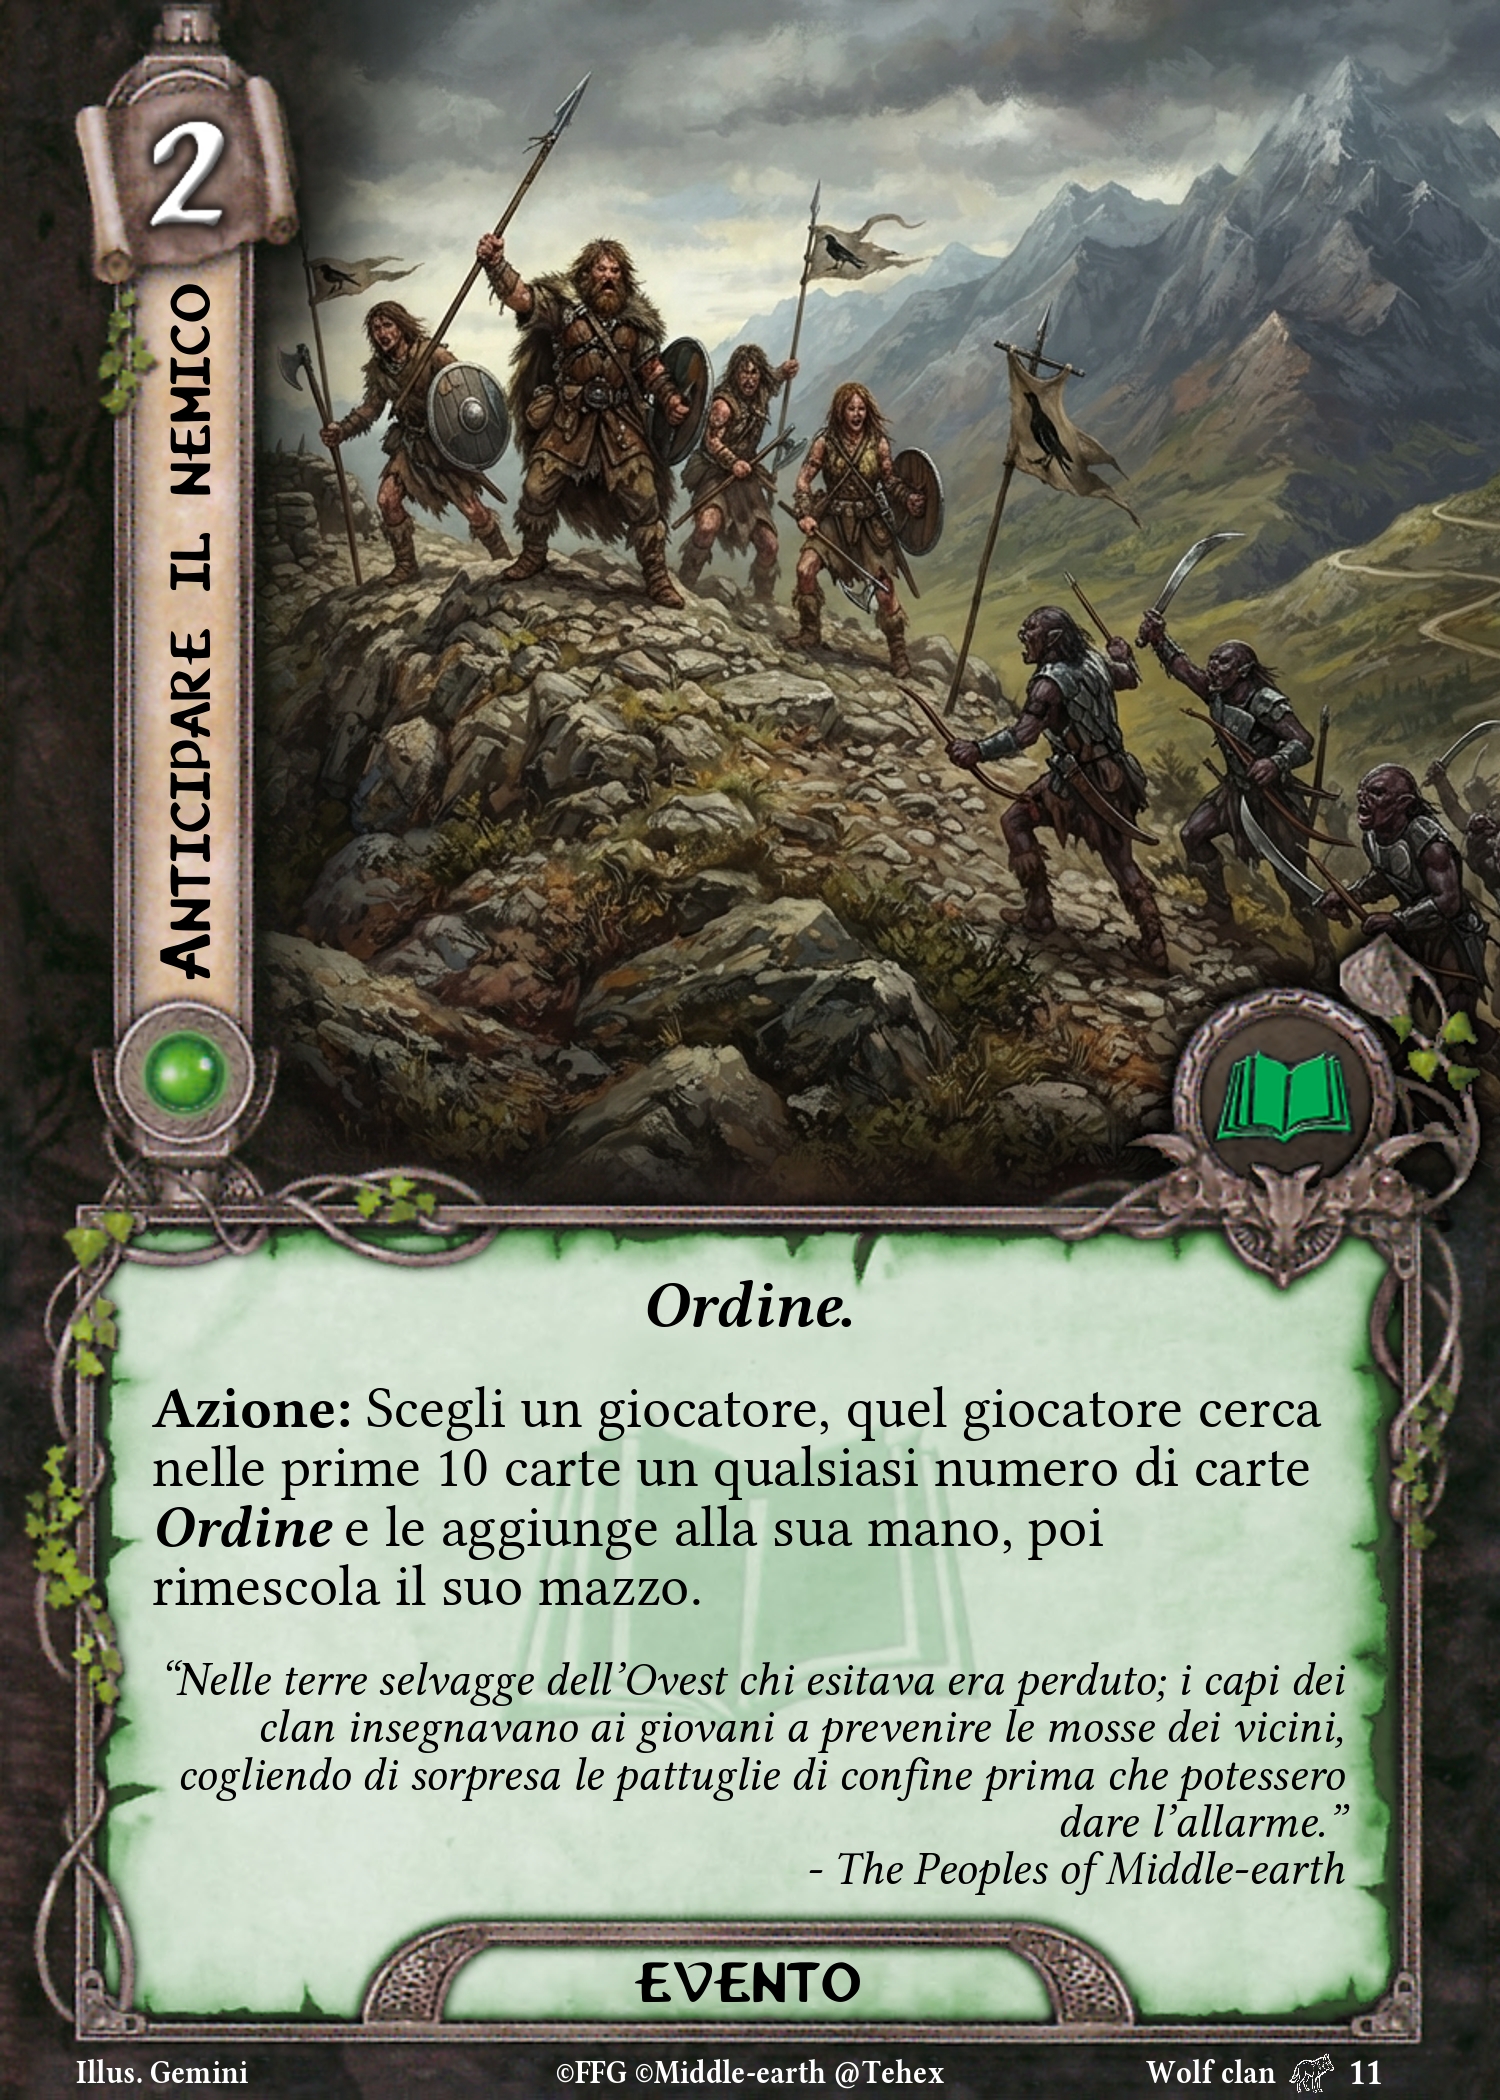 2
Anticipare il nemico
Ordine.
Azione: Scegli un giocatore, quel giocatore cerca
nelle prime 10 carte un qualsiasi numero di carte
Ordine e le aggiunge alla sua mano, poi
rimescola il suo mazzo.
“Nelle terre selvagge dell’Ovest chi esitava era perduto; i capi dei
clan insegnavano ai giovani a prevenire le mosse dei vicini,
cogliendo di sorpresa le pattuglie di confine prima che potessero
dare l’allarme.”
- The Peoples of Middle-earth
EVENTO
Illus. Gemini
©FFG ©Middle-earth @Tehex
Wolf clan 11